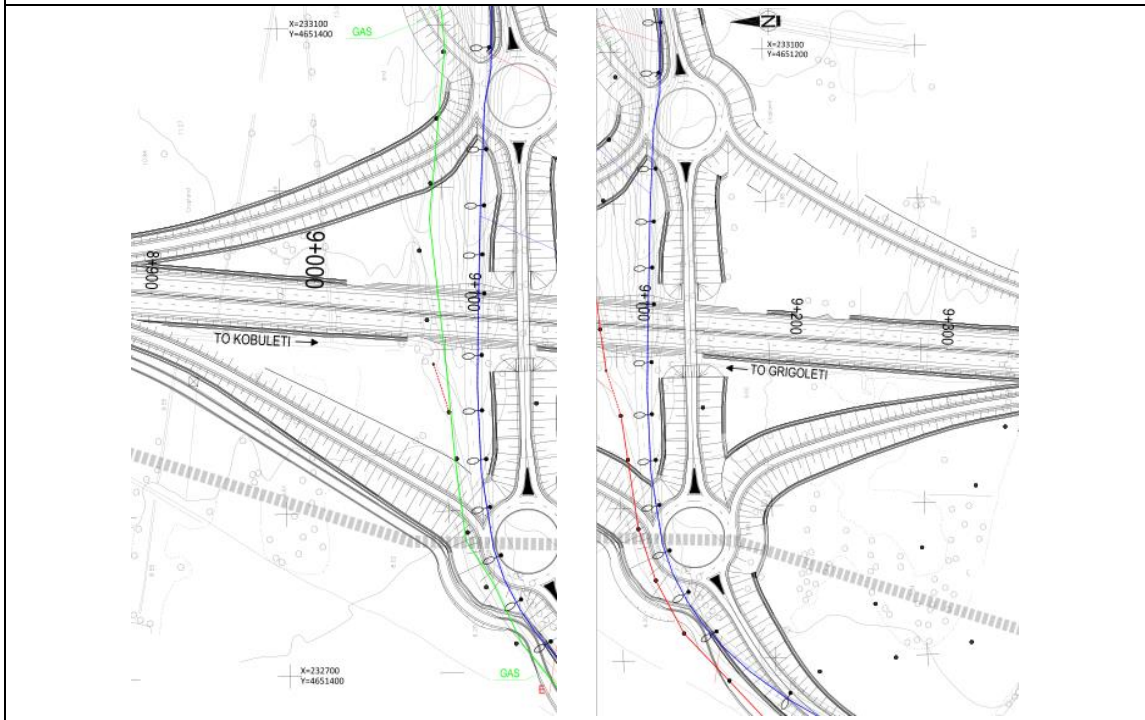 X=233100
Y=4651400
GAS
8+900
9+000
9+100
TO KOBULETI
X=232700
Y=4651400
GAS
E
N
X=233100
Y=4651200
9+100
9+200
9+300
TO GRIGOLETI